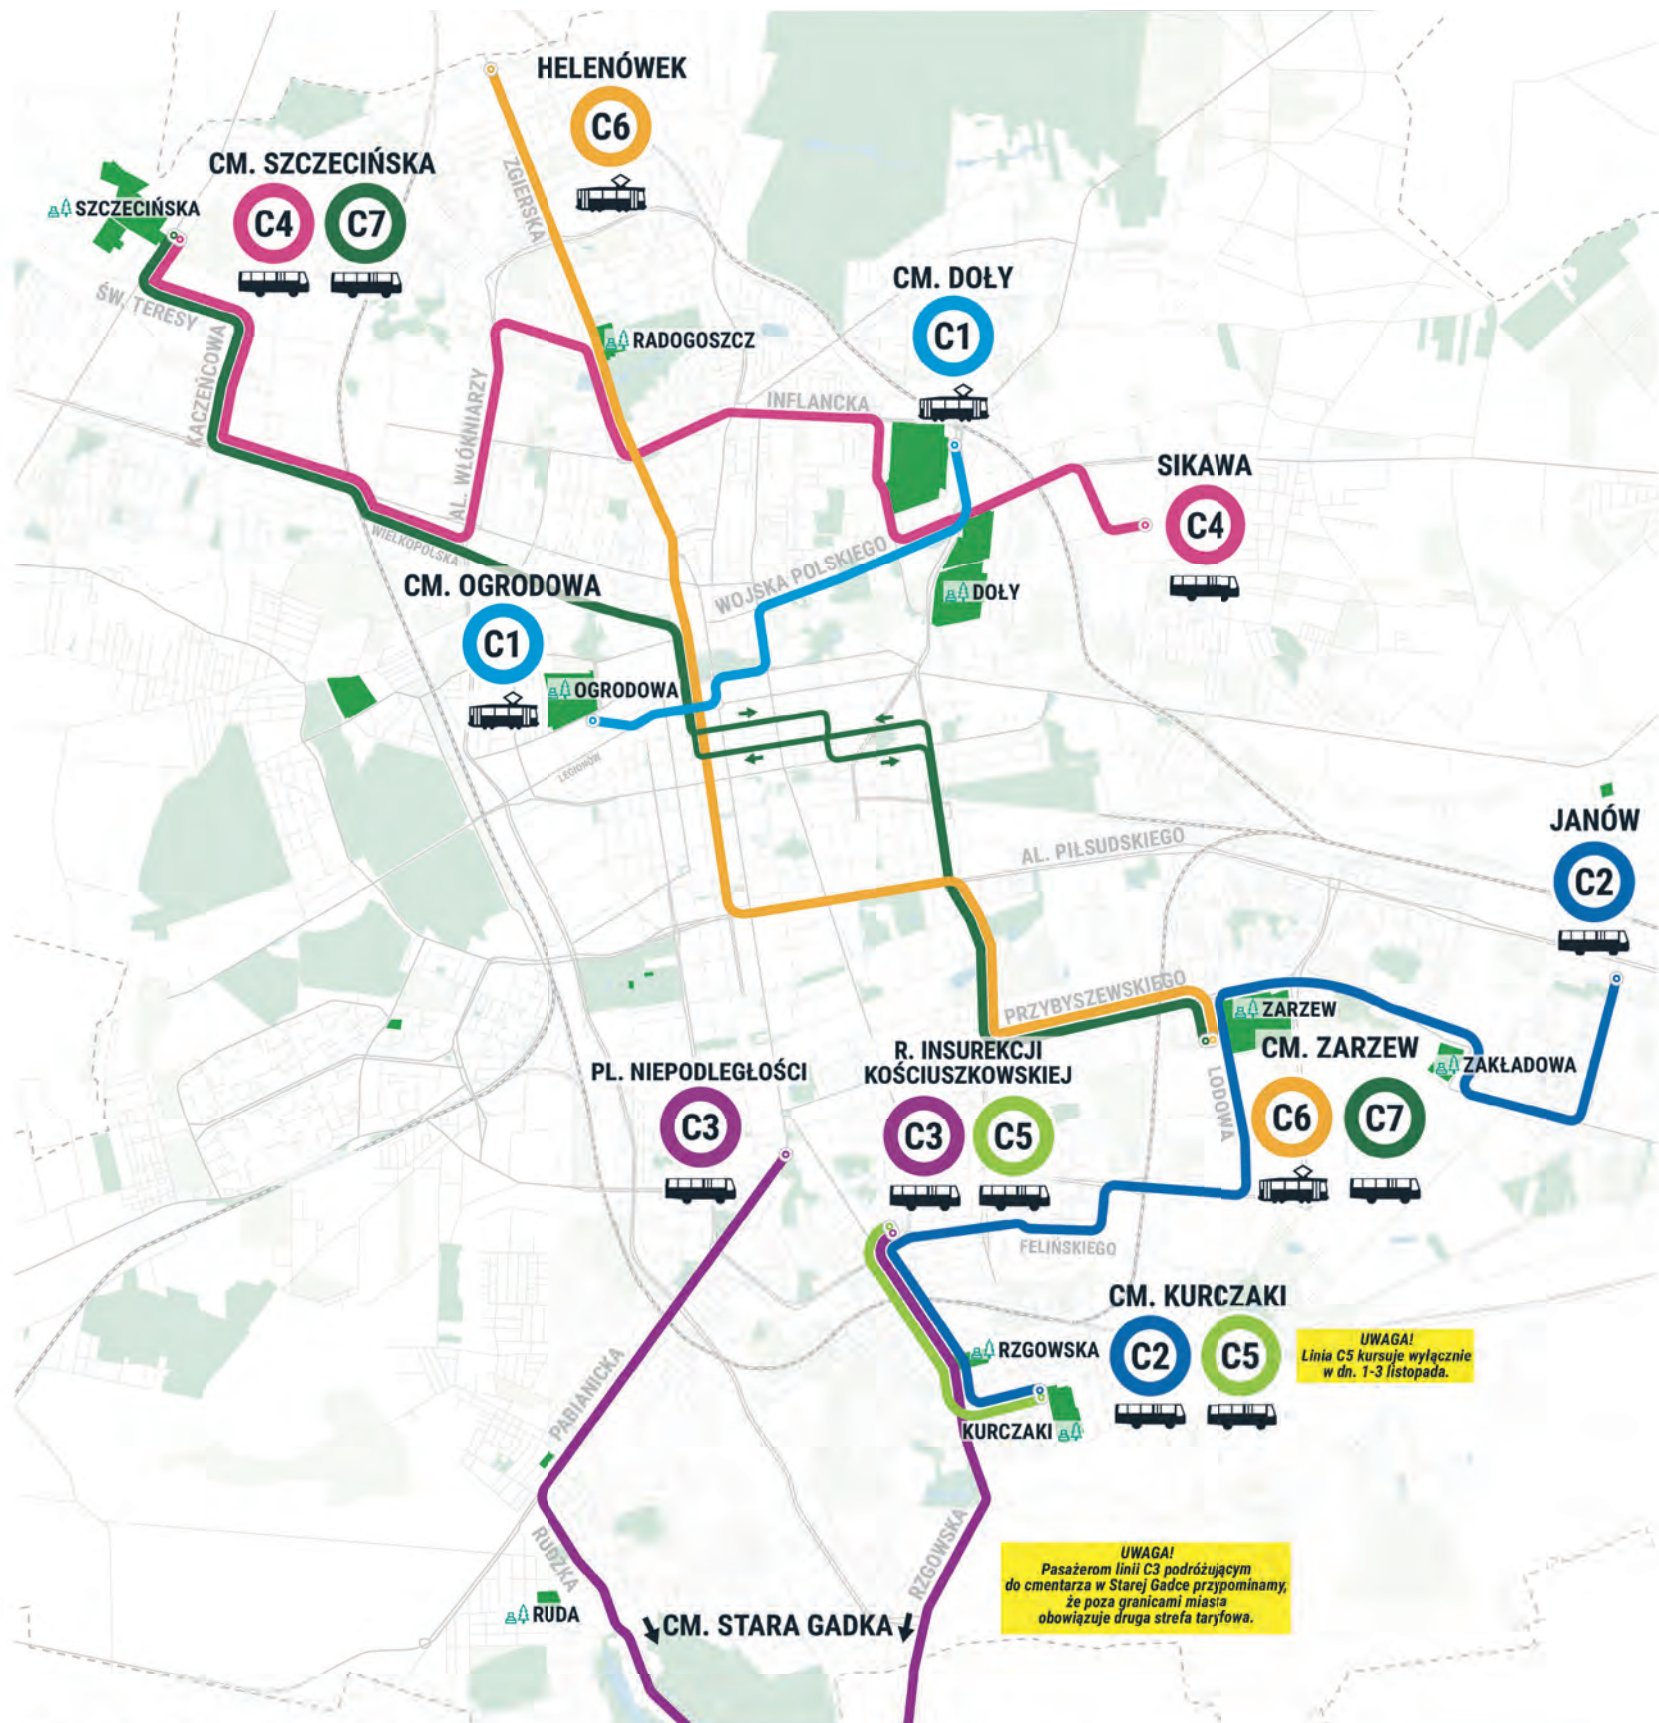 HELENÓWEK
C6
ZGIERSKA
CM. SZCZECIŃSKA
C4
C7
SZCZECIŃSKA
ŚW. TERESY
KACZEŃCOWA
AL. WŁÓKNIARZY
WIELKOPOLSKA
RADOGOSZCZ
INFLANCKA
CM. DOŁY
C1
SIKAWA
C4
DOŁY
WOJSKA POLSKIEGO
CM. OGRODOWA
C1
OGRODOWA
LEGIONÓW
AL. PIŁSUDSKIEGO
JANÓW
C2
PRZYBYSZEWSKIEGO
ZARZEW
CM. ZARZEW
C6
C7
ZAKŁADOWA
LODOWA
PL. NIEPODLEGŁOŚCI
C3
R. INSUREKCJI
KOŚCIUSZKOWSKIEJ
C3
C5
FELIŃSKIEGO
CM. KURCZAKI
C2
C5
UWAGA!
Linia C5 kursuje wyłącznie
w dn. 1-3 listopada.
RZGOWSKA
KURCZAKI
PABIANICKA
RUDZKA
RUDA
RZGOWSKA
CM. STARA GADKA
UWAGA!
Pasażerom linii C3 podróżującym
do cmentarza w Starej Gadce przypominamy,
że poza granicami miasta
obowiązuje druga strefa taryfowa.